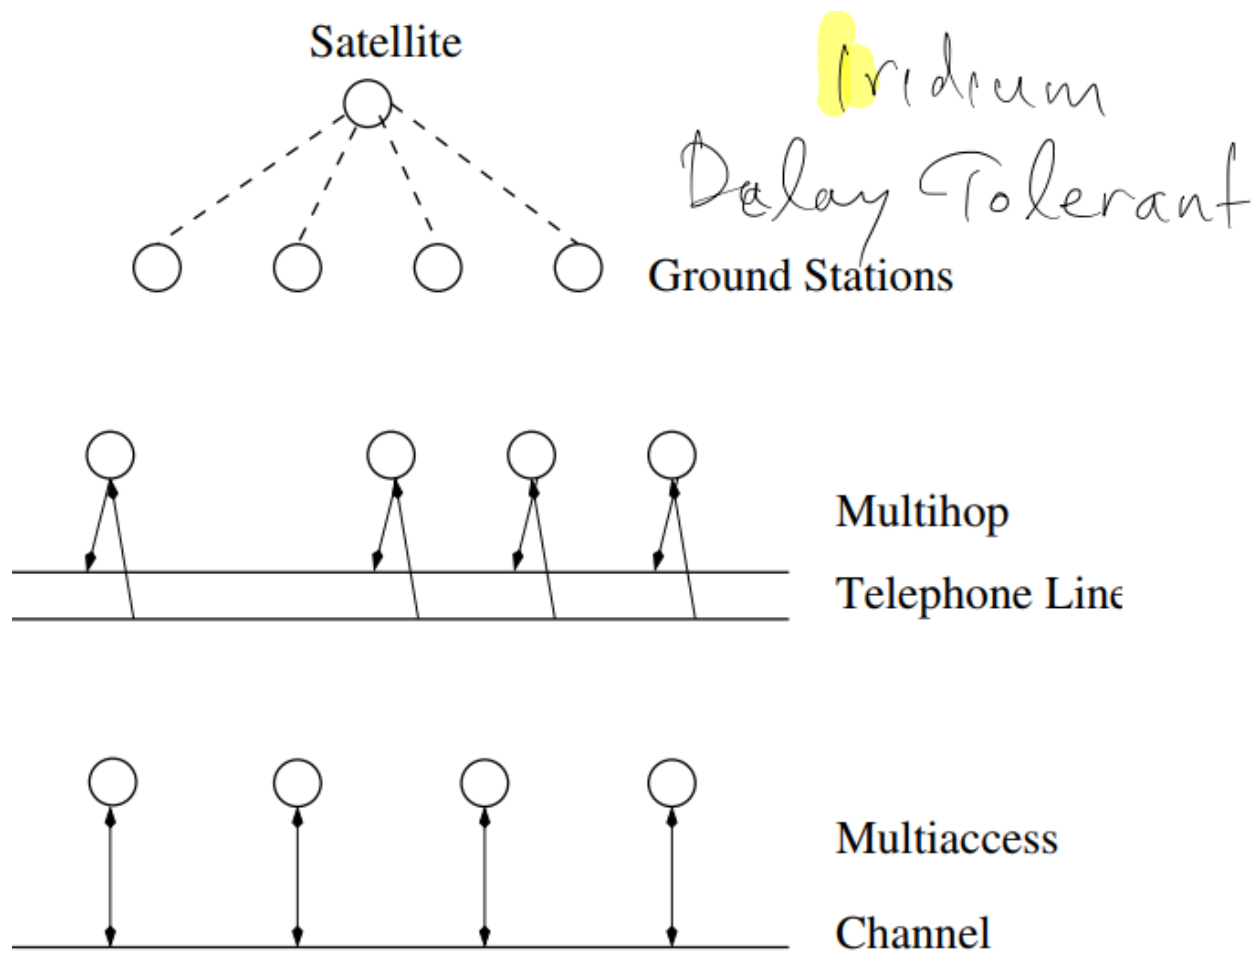 Satellite
Iridium
Delay Tolerant
Ground Stations
Multihop
Telephone Line
Multiaccess
Channel